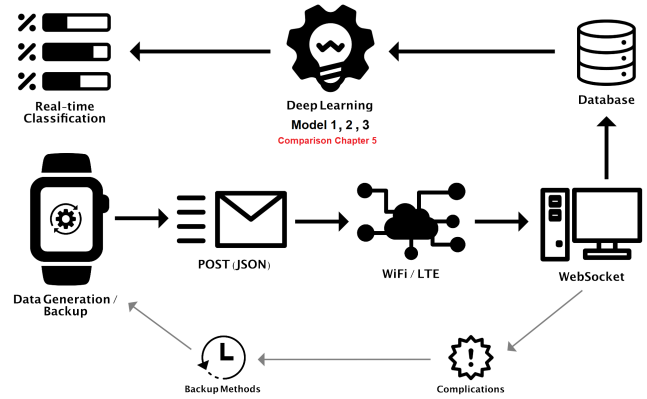 Real-time
Classification
Deep Learning
Model 1, 2 , 3
Comparison Chapter 5
Database
Data Generation /
Backup
POST (JSON)
WiFi / LTE
WebSocket
Backup Methods
Complications